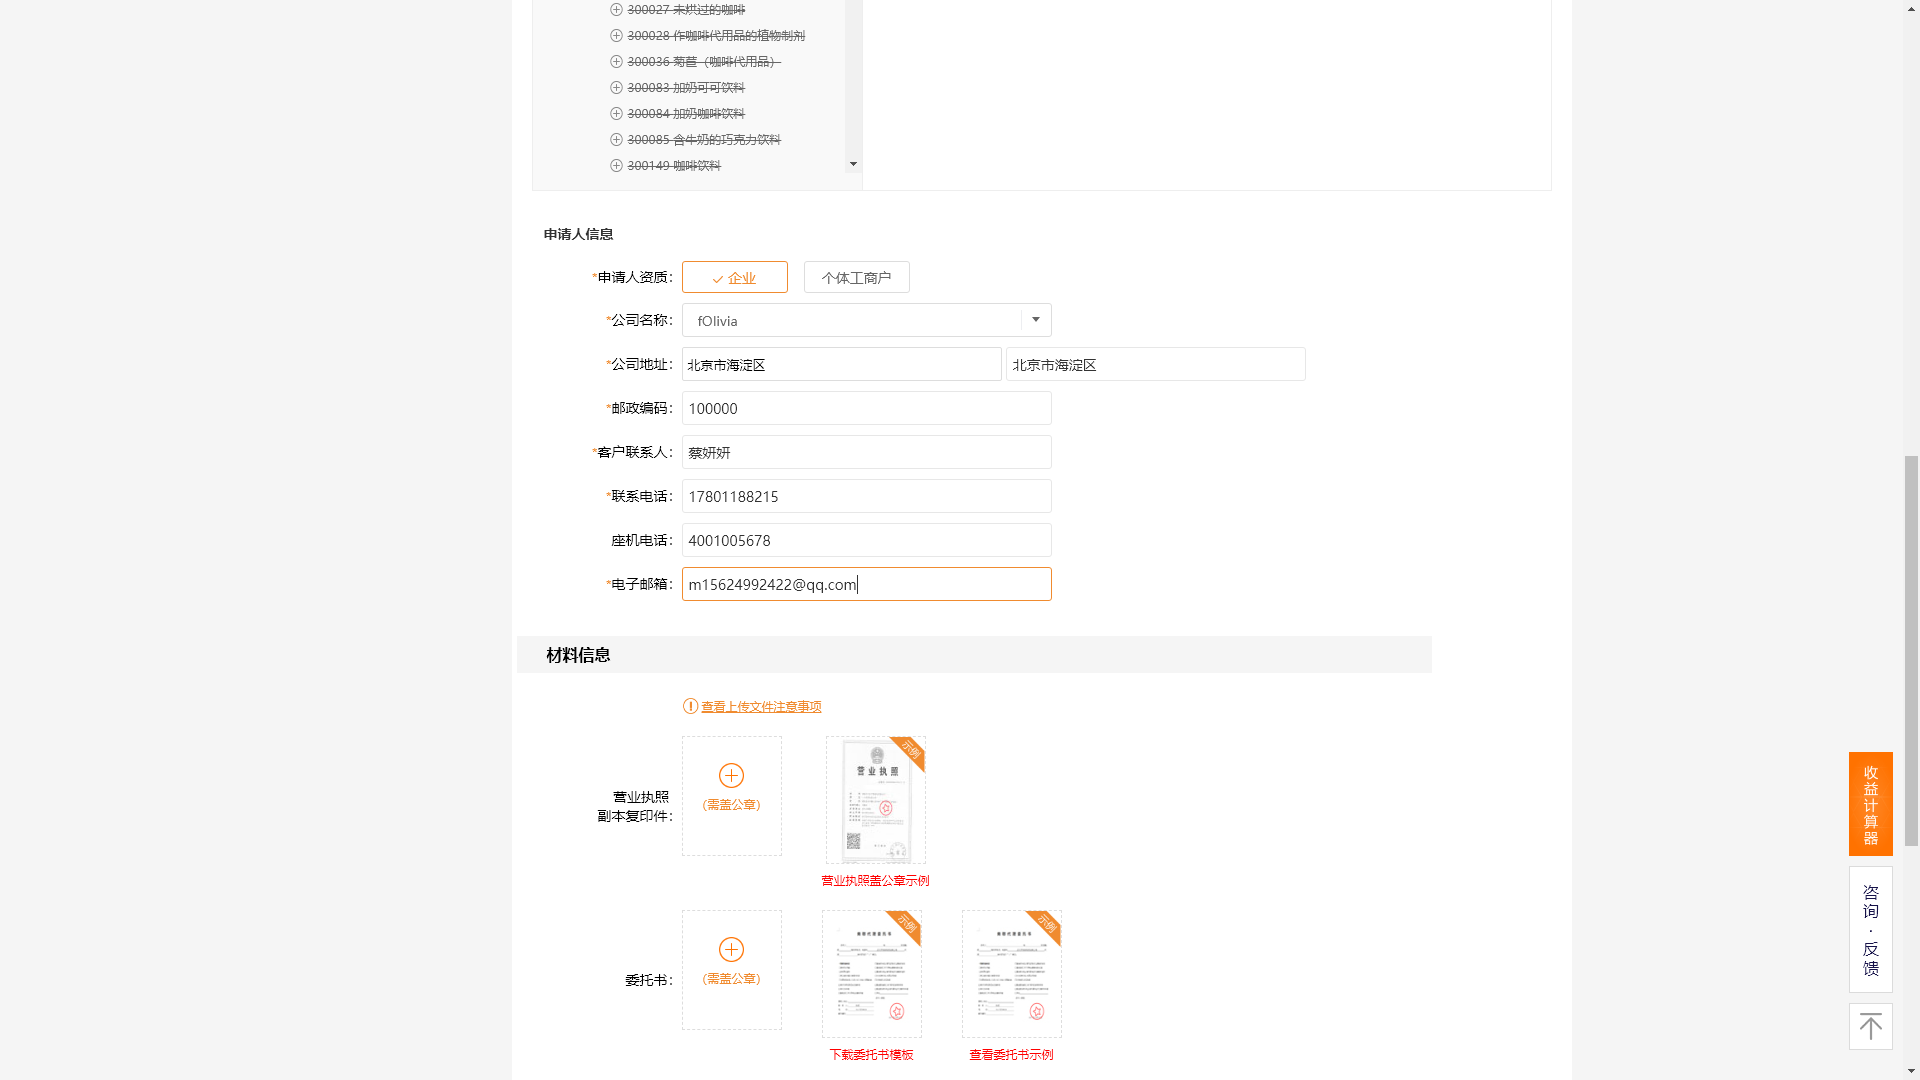 300027 未烘过的咖啡
300028 作咖啡代用品的植物制剂
300036 菊苣（咖啡代用品）
300083 加奶可可饮料
300084 加奶咖啡饮料
300085 含牛奶的巧克力饮料
300149 咖啡饮料
申请人信息
*申请人资质： 企业 个体工商户
*公司名称： fOlivia
*公司地址： 北京市海淀区 北京市海淀区
*邮政编码： 100000
*客户联系人： 蔡妍妍
*联系电话： 17801188215
座机电话： 4001005678
*电子邮箱： m15624992422@qq.com
材料信息
查看上传文件注意事项
营业执照
副本复印件：
(需盖公章)
示例
营业执照
营业执照盖公章示例
委托书：
(需盖公章)
示例
下载委托书模板
示例
查看委托书示例
收益计算器
咨询·反馈